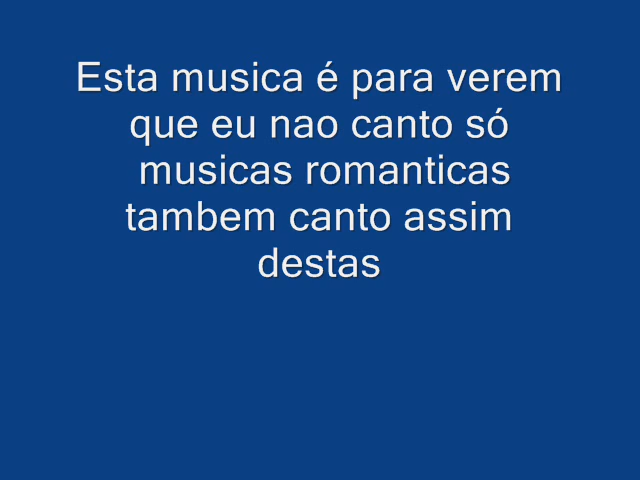 Esta musica é para verem
que eu nao canto só
musicas romanticas
tambem canto assim
destas